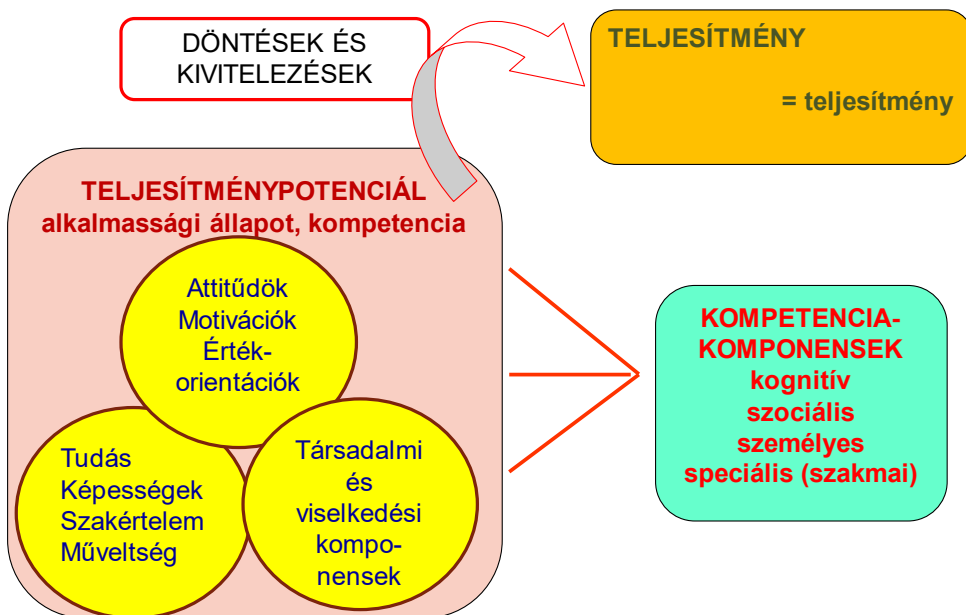 DÖNTÉSEK ÉS
KIVITELEZÉSEK
TELJESÍTMÉNY
= teljesítmény
TELJESÍTMÉNYPOTENCIÁL
alkalmassági állapot, kompetencia
Attitűdök
Motivációk
Érték-
orientációk
Tudás
Képességek
Szakértelem
Műveltség
Társadalmi
és
viselkedési
kompo-
nensek
KOMPETENCIA-
KOMPONENSEK
kognitív
szociális
személyes
speciális (szakmai)